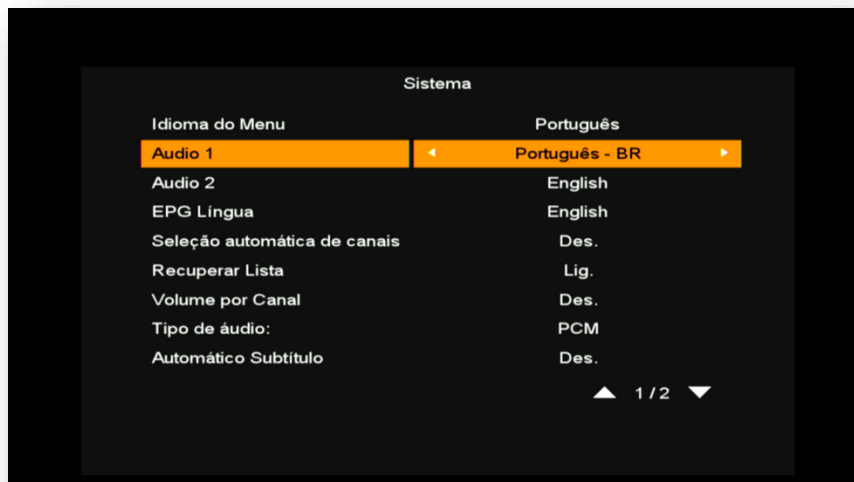 Sistema
Idioma do Menu Português
Audio 1 Português - BR
Audio 2 English
EPG Língua English
Seleção automática de canais Des.
Recuperar Lista Lig.
Volume por Canal Des.
Tipo de áudio: PCM
Automático Subtítulo Des.
1 / 2